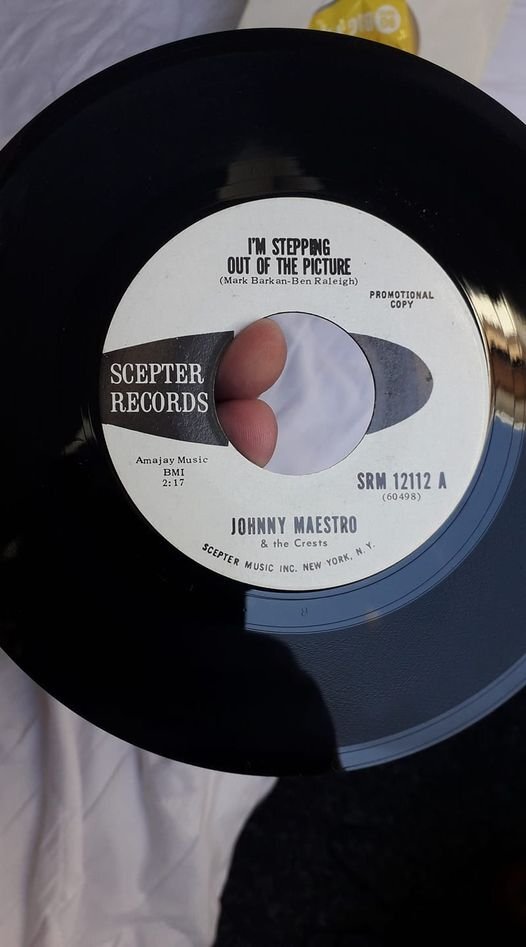 I'M STEPPING
OUT OF THE PICTURE
(Mark Barkan-Ben Raleigh)
PROMOTIONAL
COPY
SCEPTER
RECORDS
Amajay Music
BMI
2:17
SRM 12112 A
(60498)
JOHNNY MAESTRO
& the Crests
SCEPTER MUSIC INC. NEW YORK, N.Y.